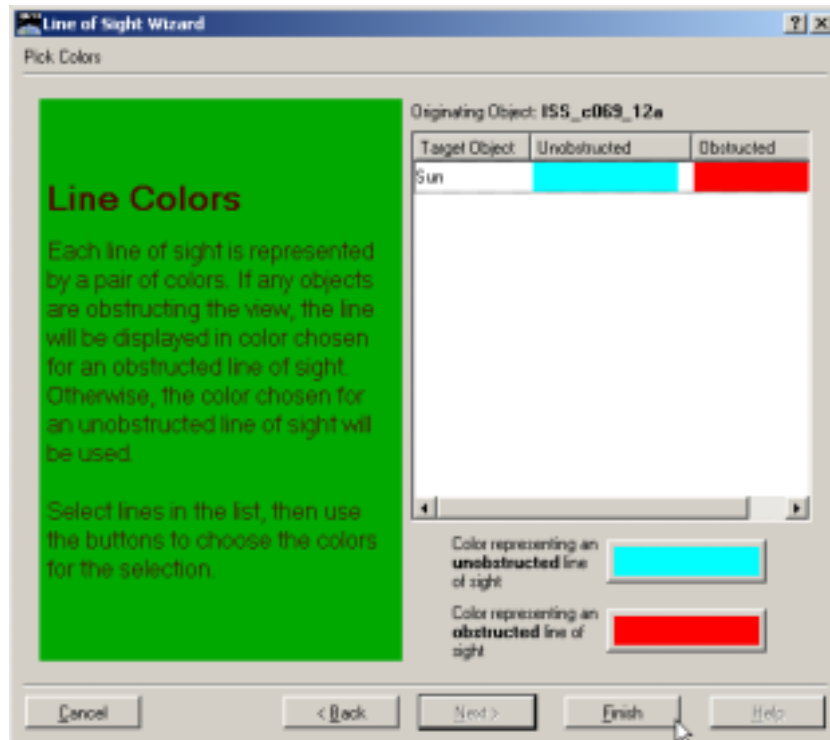 Line of Sight Wizard
Pick Colors
Line Colors
Each line of sight is represented
by a pair of colors. If any objects
are obstructing the view, the line
will be displayed in color chosen
for an obstructed line of sight.
Otherwise, the color chosen for
an unobstructed line of sight will
be used.
Select lines in the list, then use
the buttons to choose the colors
for the selection.
Originating Object: ISS_c069_12a
Target Object Unobstructed Obstructed
Sun
Color representing an
unobstructed line
of sight
Color representing an
obstructed line of
sight
Cancel < Back Next > Finish Help